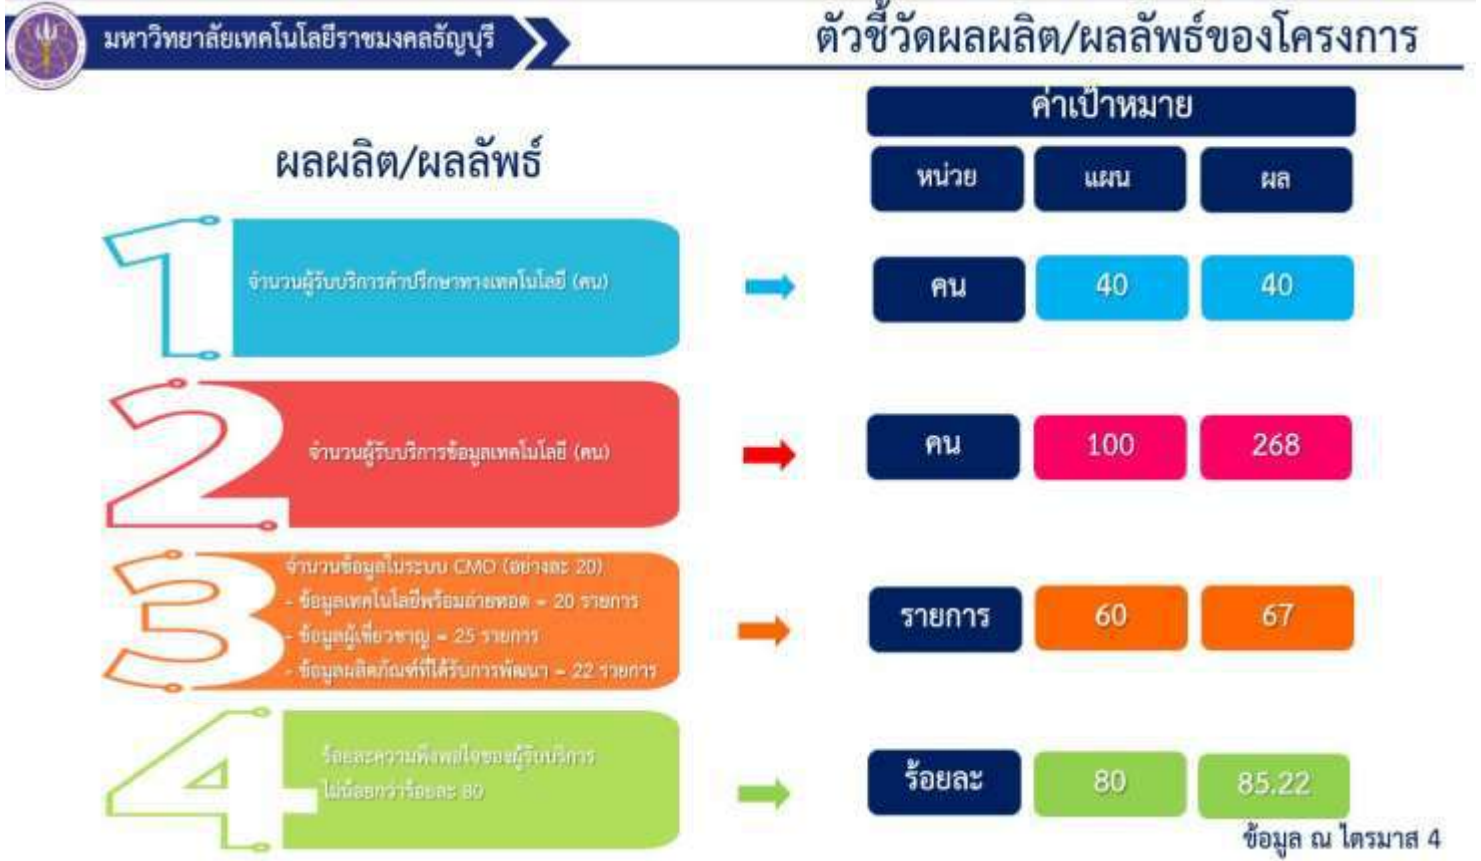 มหาวิทยาลัยเทคโนโลยีราชมงคลธัญบุรี
ตัวชี้วัดผลผลิต/ผลลัพธ์ของโครงการ
ค่าเป้าหมาย
ผลผลิต/ผลลัพธ์
หน่วย แผน ผล
1 จำนวนผู้รับบริการคำปรึกษาทางเทคโนโลยี (คน)
คน 40 40
2 จำนวนผู้รับบริการข้อมูลเทคโนโลยี (คน)
คน 100 268
3 จำนวนข้อมูลในระบบ CMO (อย่างละ 20)
- ข้อมูลเทคโนโลยีพร้อมถ่ายทอด = 20 รายการ
- ข้อมูลผู้เชี่ยวชาญ = 25 รายการ
- ข้อมูลผลิตภัณฑ์ที่ได้รับการพัฒนา = 22 รายการ
รายการ 60 67
4 ร้อยละความพึงพอใจของผู้รับบริการ
ไม่น้อยกว่าร้อยละ 80
ร้อยละ 80 85.22
ข้อมูล ณ ไตรมาส 4